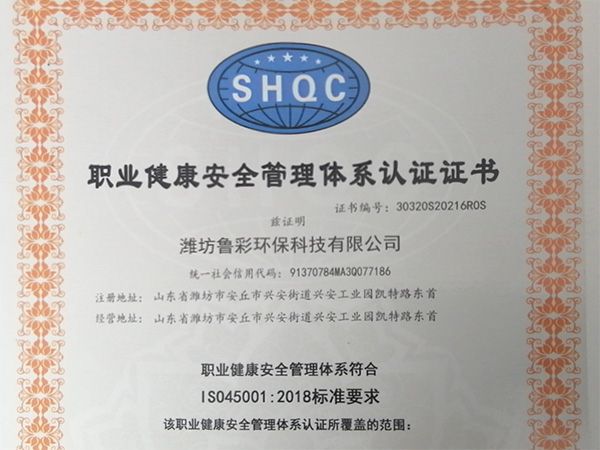 SHQC
职业健康安全管理体系认证证书
证书编号：30320S20216R0S
兹证明
潍坊鲁彩环保科技有限公司
统一社会信用代码：91370784MA3Q077186
注册地址：山东省潍坊市安丘市兴安街道兴安工业园凯特路东首
经营地址：山东省潍坊市安丘市兴安街道兴安工业园凯特路东首
职业健康安全管理体系符合
ISO45001:2018标准要求
该职业健康安全管理体系认证所覆盖的范围：